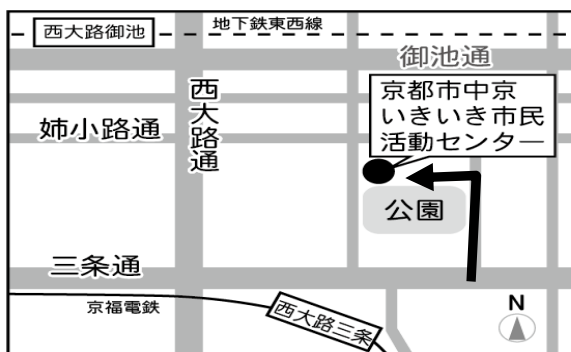 地下鉄東西線
西大路御池
御池通
京都市中京
いきいき市民
活動センター
西大路通
姉小路通
公園
三条通
京福電鉄
西大路三条
N